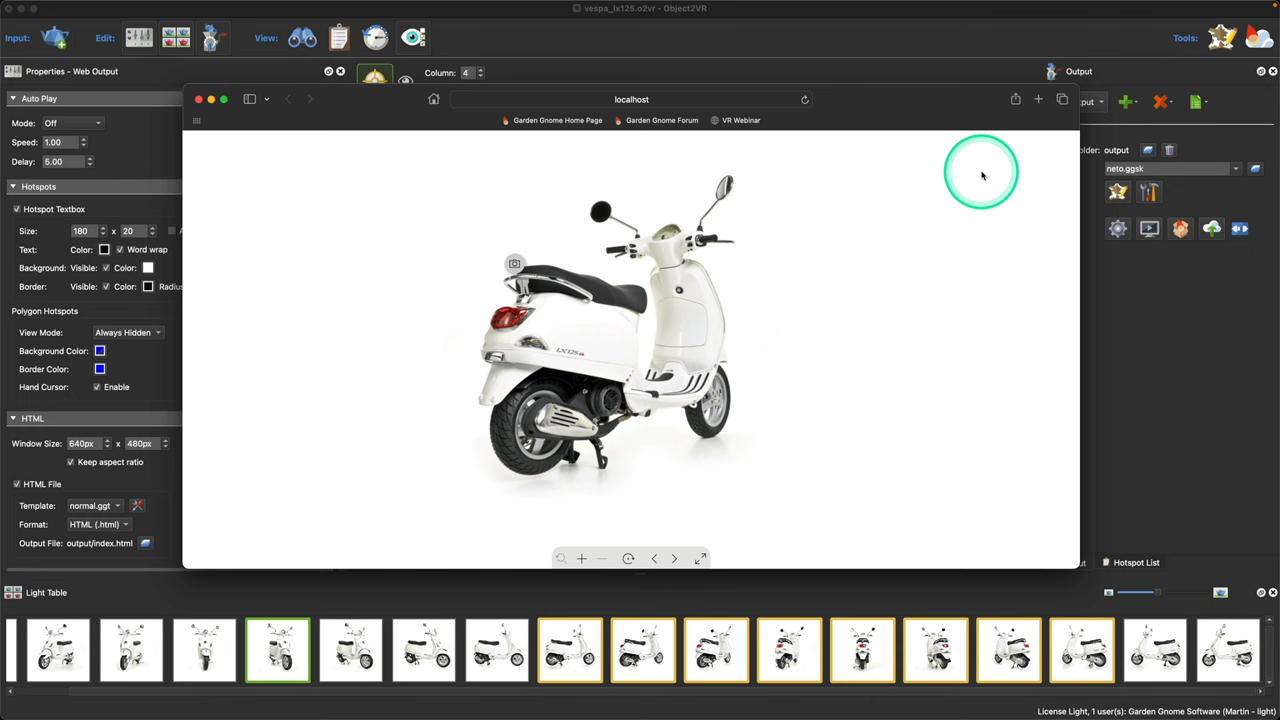 vespa_lx125.o2vr - Object2VR
Input:
Edit:
View:
Tools:
Properties - Web Output
Column: 4
Output
Auto Play
Mode: Off
Speed: 1.00
Delay: 5.00
Hotspots
Hotspot Textbox
Size: 180 x 20
Text: Color: Word wrap
Background: Visible: Color:
Border: Visible: Color: Radiu
Polygon Hotspots
View Mode: Always Hidden
Background Color:
Border Color:
Hand Cursor: Enable
HTML
Window Size: 640px x 480px
Keep aspect ratio
HTML File
Template: normal.ggt
Format: HTML (.html)
Output File: output/index.html
localhost
Garden Gnome Home Page
Garden Gnome Forum
VR Webinar
LX125
put
older: output
neto.ggsk
ut
Hotspot List
Light Table
License Light, 1 user(s): Garden Gnome Software (Martin - light)